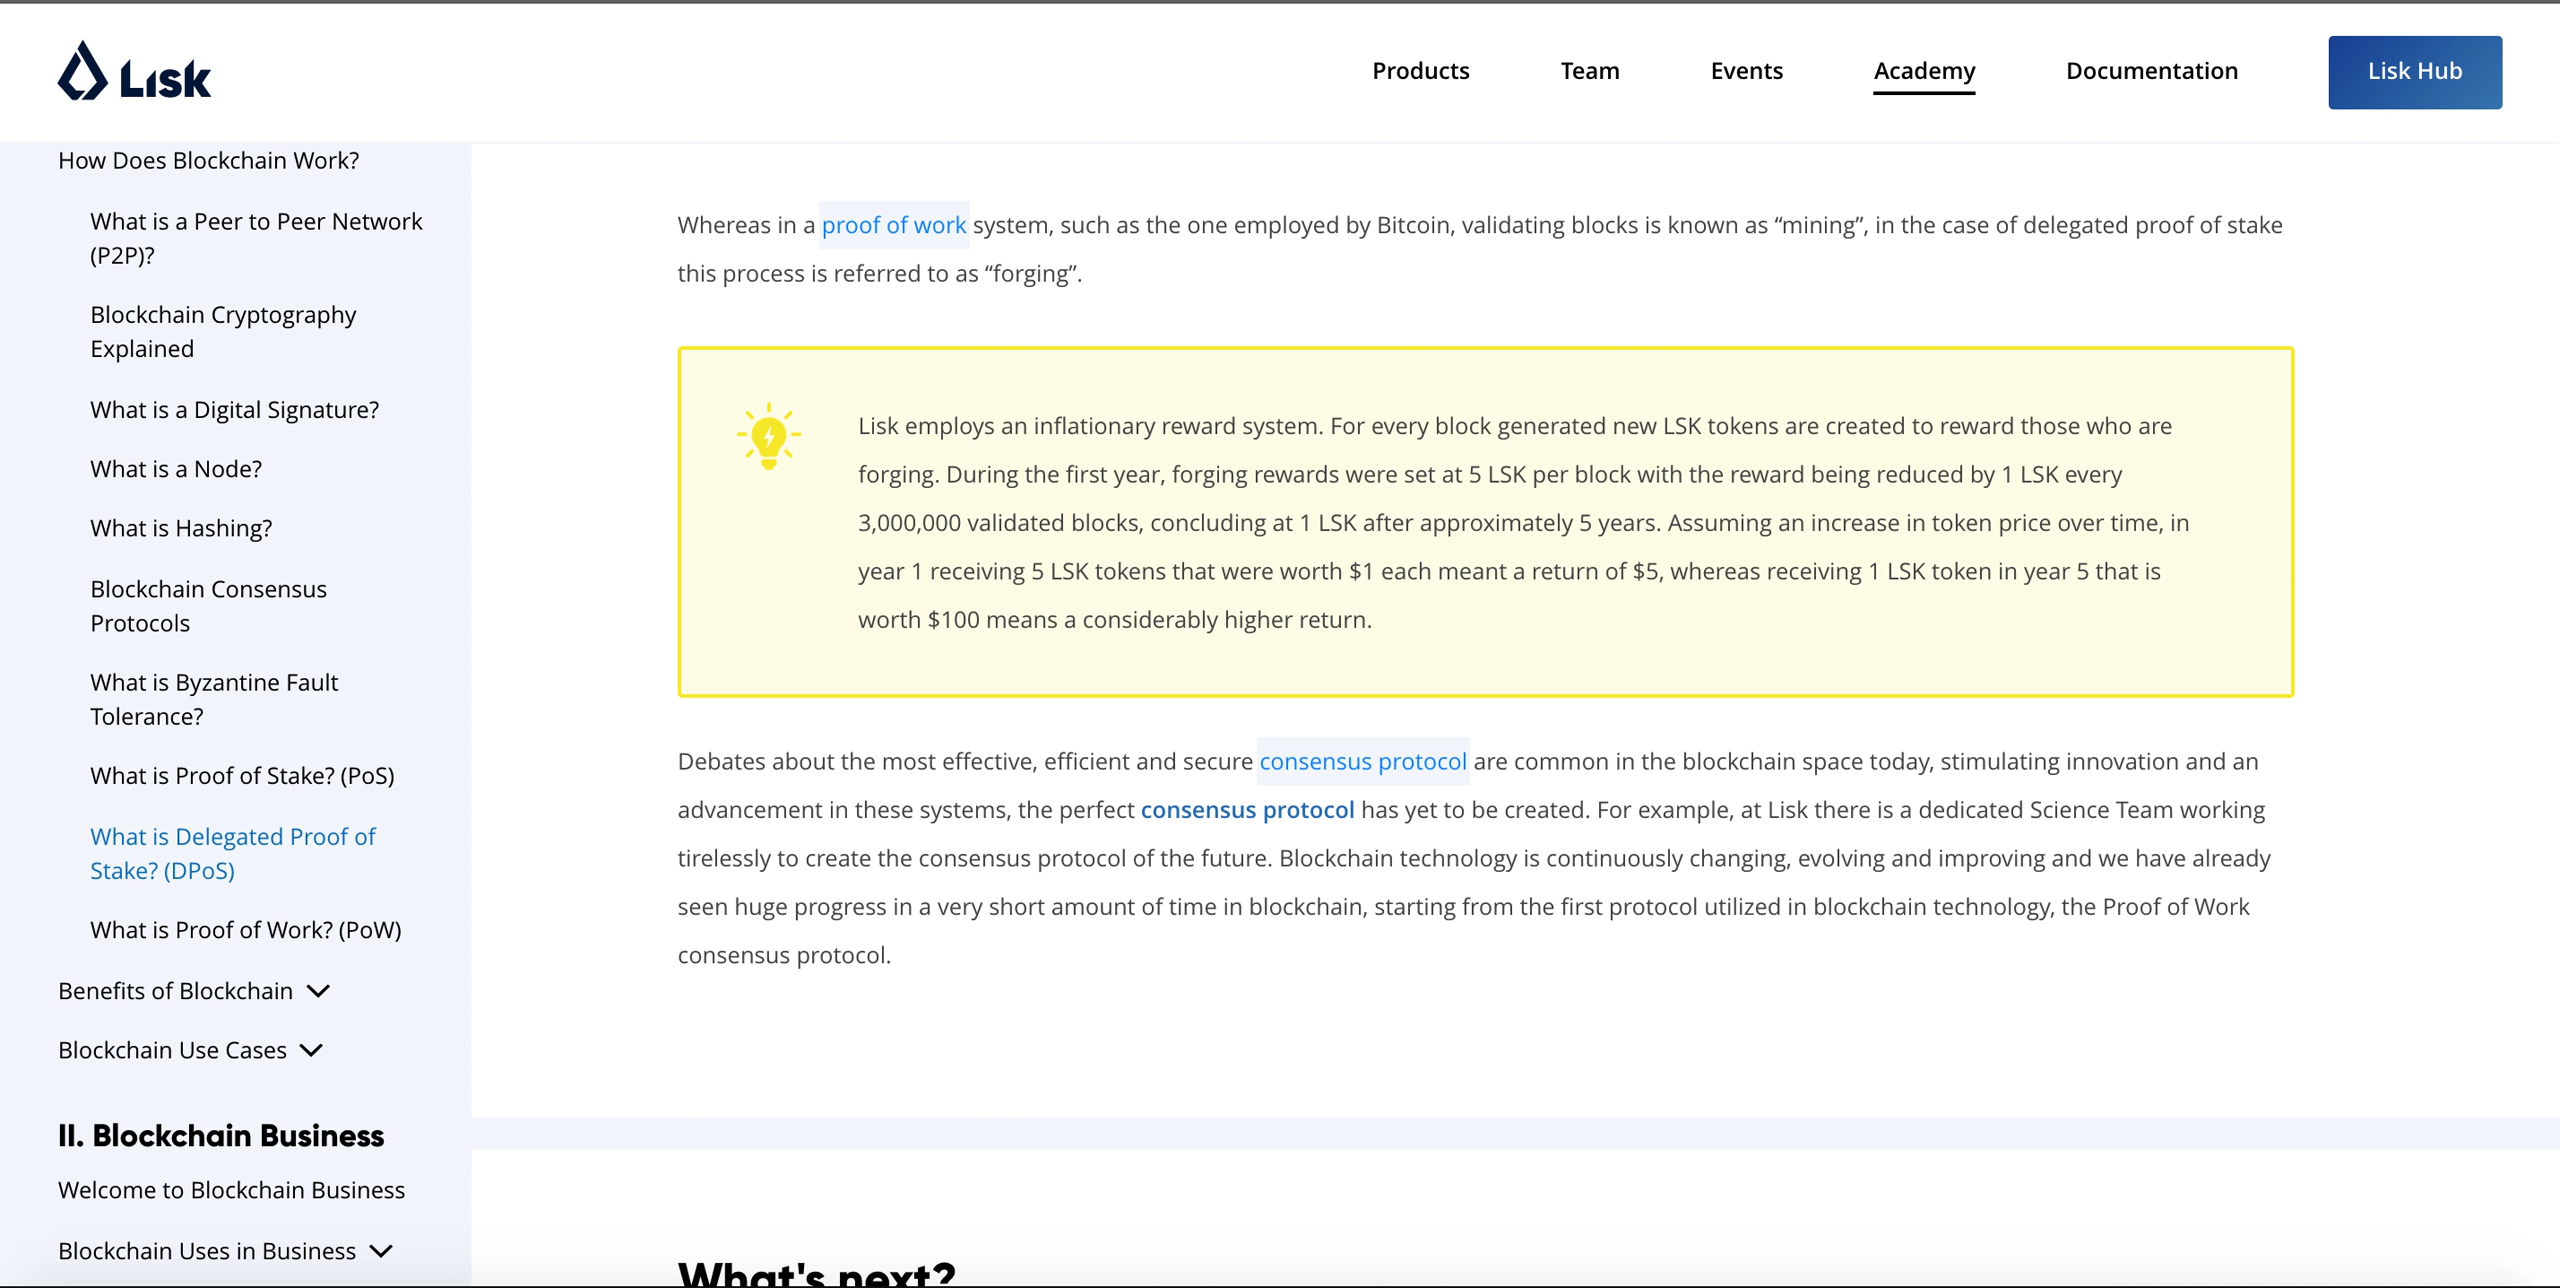 Lisk
Products
Team
Events
Academy
Documentation
Lisk Hub
How Does Blockchain Work?
What is a Peer to Peer Network
(P2P)?
Blockchain Cryptography
Explained
What is a Digital Signature?
What is a Node?
What is Hashing?
Blockchain Consensus
Protocols
What is Byzantine Fault
Tolerance?
What is Proof of Stake? (PoS)
What is Delegated Proof of
Stake? (DPoS)
What is Proof of Work? (PoW)
Benefits of Blockchain
Blockchain Use Cases
II. Blockchain Business
Welcome to Blockchain Business
Blockchain Uses in Business
Whereas in a proof of work system, such as the one employed by Bitcoin, validating blocks is known as “mining”, in the case of delegated proof of stake
this process is referred to as “forging”.
Lisk employs an inflationary reward system. For every block generated new LSK tokens are created to reward those who are
forging. During the first year, forging rewards were set at 5 LSK per block with the reward being reduced by 1 LSK every
3,000,000 validated blocks, concluding at 1 LSK after approximately 5 years. Assuming an increase in token price over time, in
year 1 receiving 5 LSK tokens that were worth $1 each meant a return of $5, whereas receiving 1 LSK token in year 5 that is
worth $100 means a considerably higher return.
Debates about the most effective, efficient and secure consensus protocol are common in the blockchain space today, stimulating innovation and an
advancement in these systems, the perfect consensus protocol has yet to be created. For example, at Lisk there is a dedicated Science Team working
tirelessly to create the consensus protocol of the future. Blockchain technology is continuously changing, evolving and improving and we have already
seen huge progress in a very short amount of time in blockchain, starting from the first protocol utilized in blockchain technology, the Proof of Work
consensus protocol.
What's next?